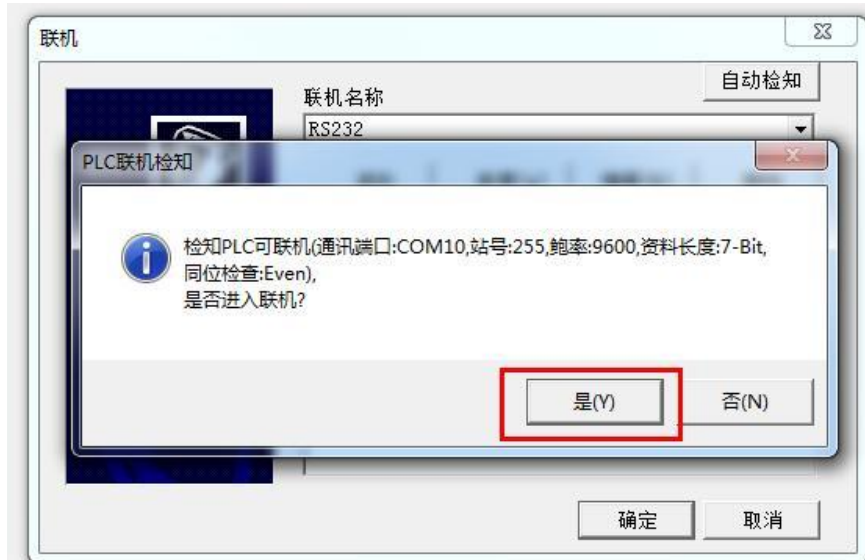 联机
自动检知
联机名称
RS232
PLC联机检知
检知PLC可联机(通讯端口:COM10,站号:255,鲍率:9600,资料长度:7-Bit,
同位检查:Even),
是否进入联机?
是(Y)
否(N)
确定
取消